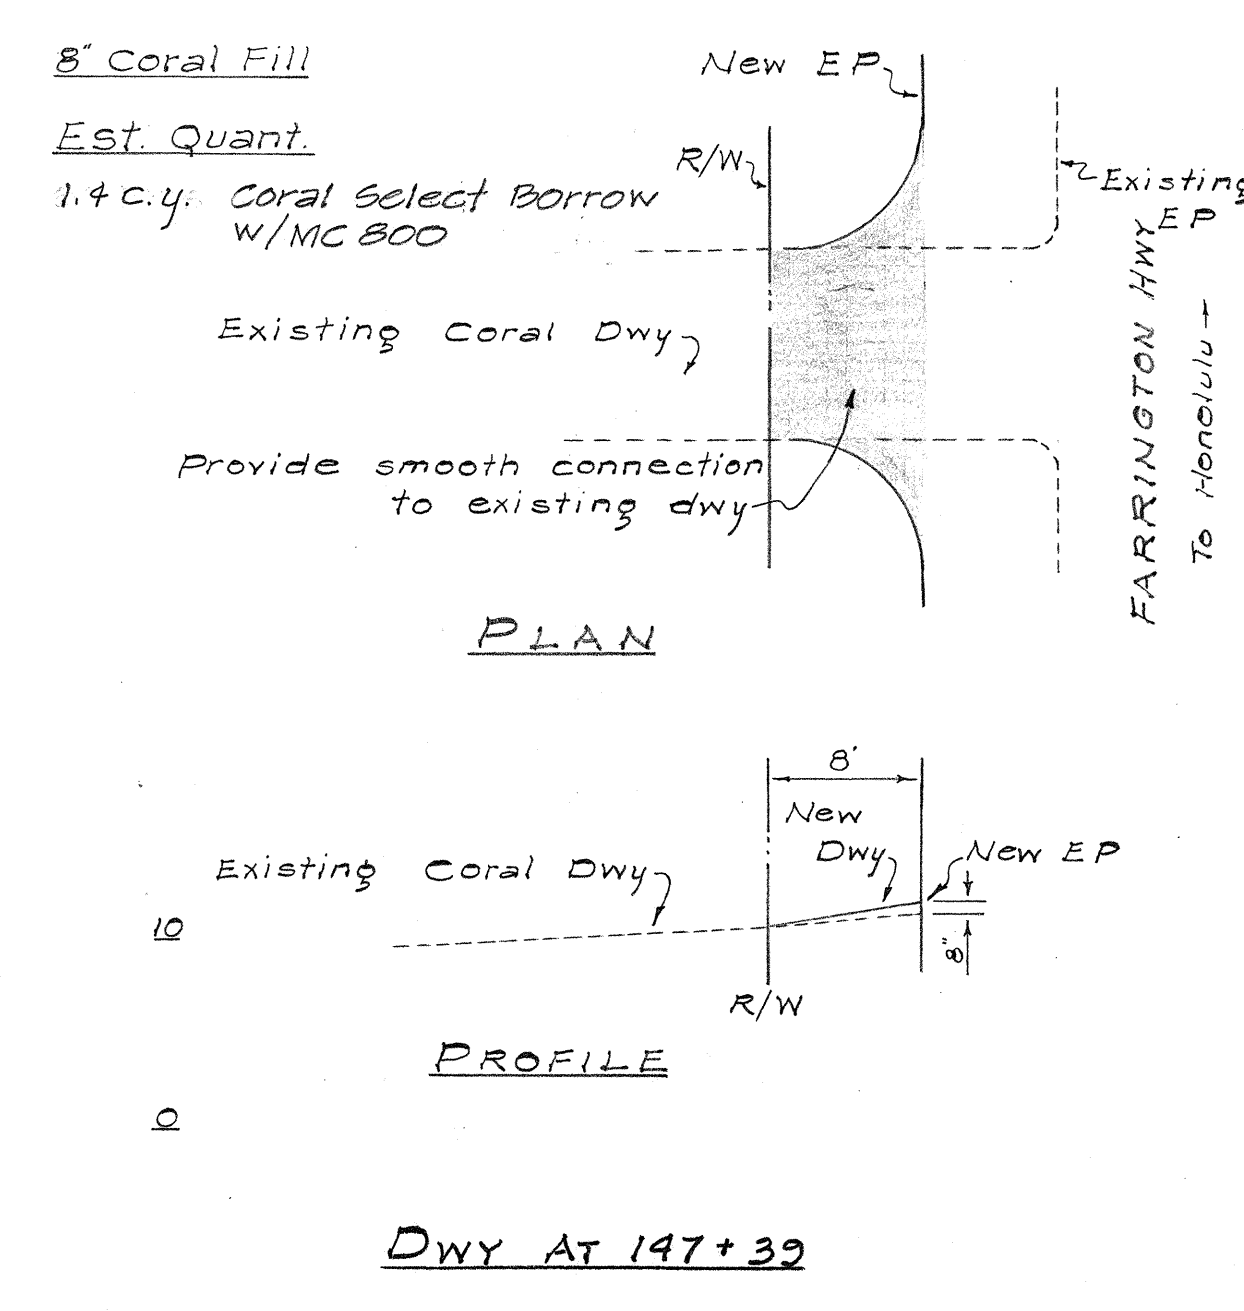 8" Coral Fill
Est. Quant.
1.4 c.y. Coral Select Borrow
W/MC 800
New EP
R/W
Existing
EP
Existing Coral Dwy
Provide smooth connection
to existing dwy
FARRINGTON HWY
To Honolulu
PLAN
8'
New
Dwy
New EP
Existing Coral Dwy
10
8"
R/W
PROFILE
0
DWY AT 147+39